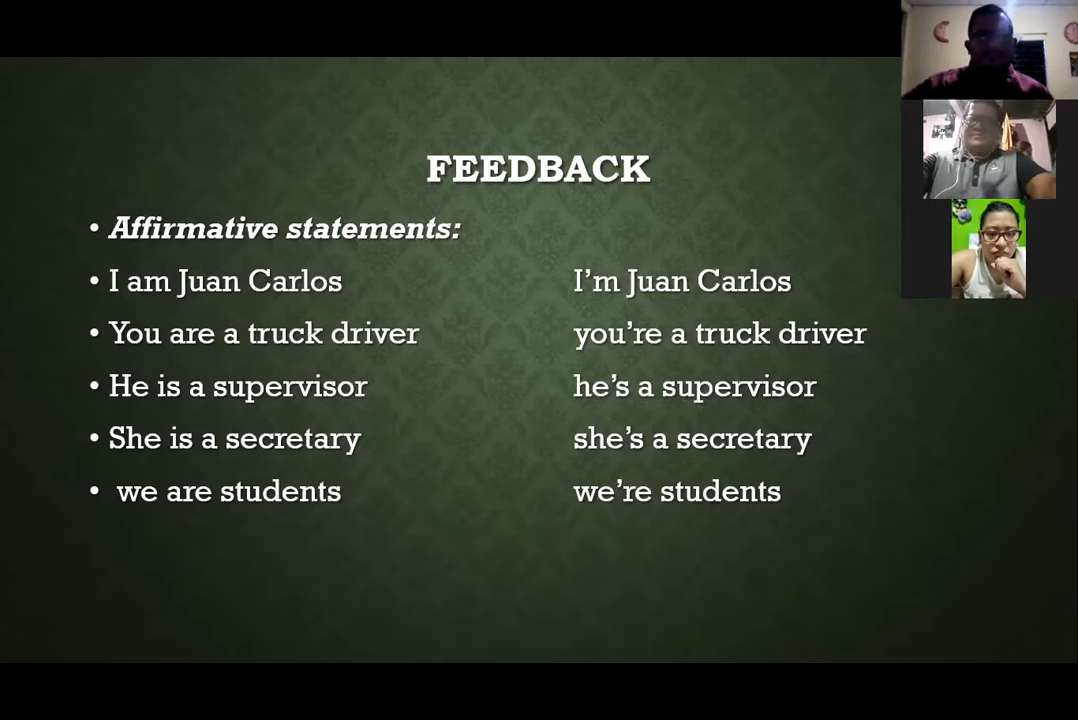 FEEDBACK
• Affirmative statements:
• I am Juan Carlos I’m Juan Carlos
• You are a truck driver you’re a truck driver
• He is a supervisor he’s a supervisor
• She is a secretary she’s a secretary
• we are students we’re students